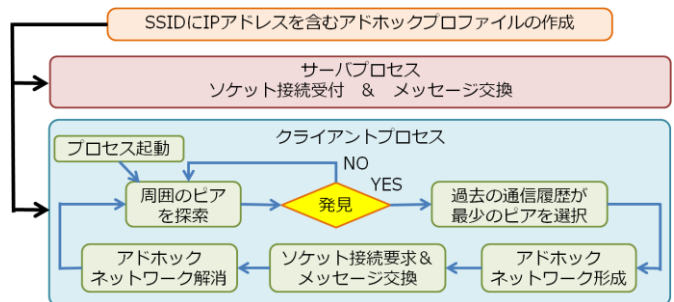 SSIDにIPアドレスを含むアドホックプロファイルの作成
サーバプロセス
ソケット接続受付　&　メッセージ交換
クライアントプロセス
プロセス起動
NO
YES
周囲のピア
を探索
発見
過去の通信履歴が
最少のピアを選択
アドホック
ネットワーク解消
ソケット接続要求&
メッセージ交換
アドホック
ネットワーク形成